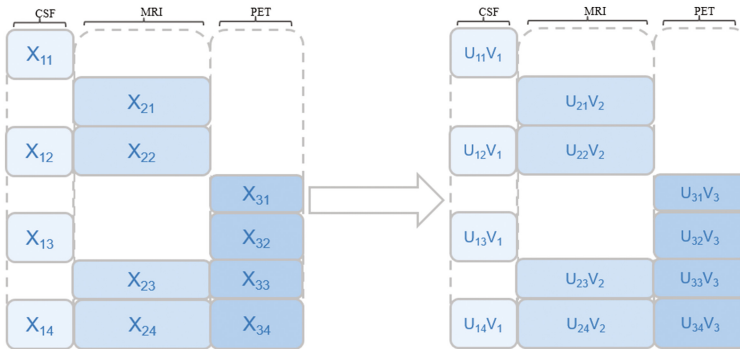 CSF MRI PET
X11
X21
X12 X22
X31
X13 X32
X23 X33
X14 X24 X34
CSF MRI PET
U11V1
U21V2
U12V1 U22V2
U31V3
U13V1 U32V3
U23V2 U33V3
U14V1 U24V2 U34V3